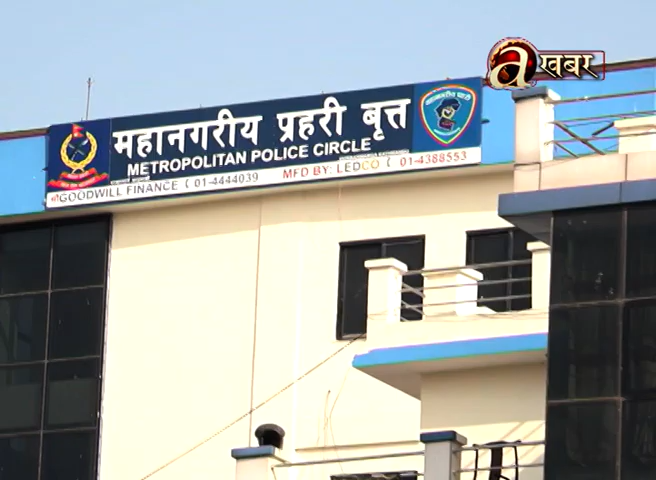 a खबर
महानगरीय प्रहरी बृत्त
METROPOLITAN POLICE CIRCLE
GOODWILL FINANCE 01-4444039 MFD BY: LEDCO 01-4388553